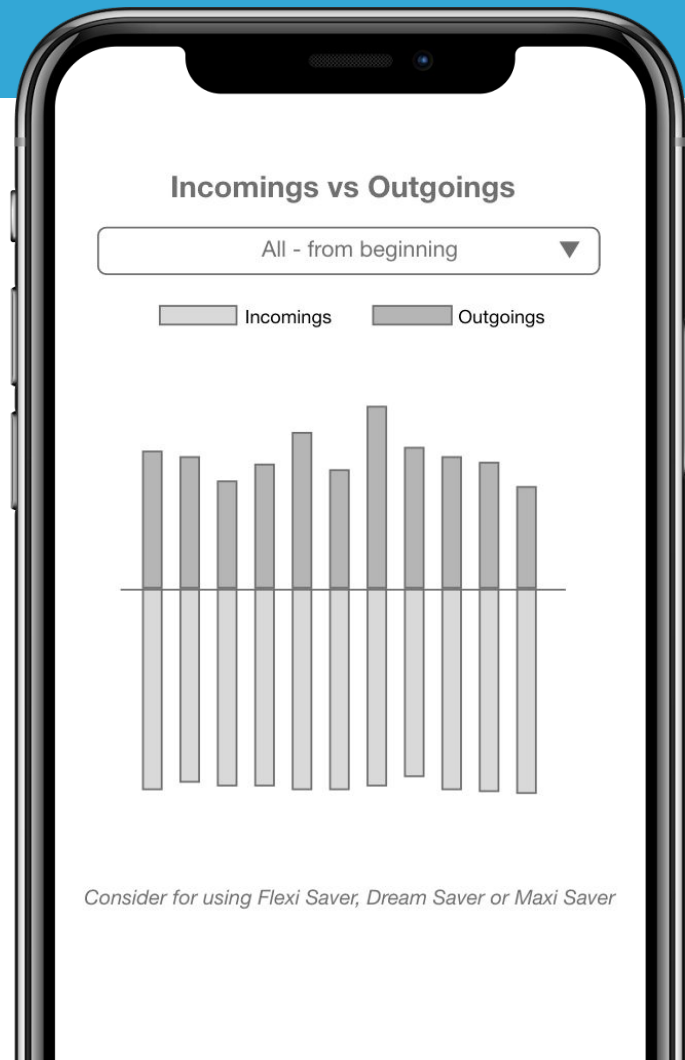 Incomings vs Outgoings
All - from beginning
Incomings
Outgoings
Consider for using Flexi Saver, Dream Saver or Maxi Saver